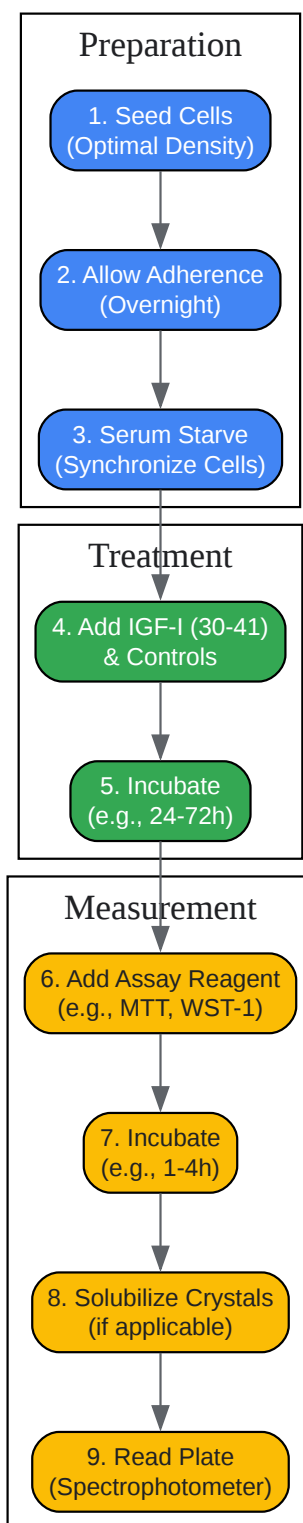 Preparation
1. Seed Cells
(Optimal Density)
2. Allow Adherence
(Overnight)
3. Serum Starve
(Synchronize Cells)
Treatment
4. Add IGF-I (30-41)
& Controls
5. Incubate
(e.g., 24-72h)
Measurement
6. Add Assay Reagent
(e.g., MTT, WST-1)
7. Incubate
(e.g., 1-4h)
8. Solubilize Crystals
(if applicable)
9. Read Plate
(Spectrophotometer)